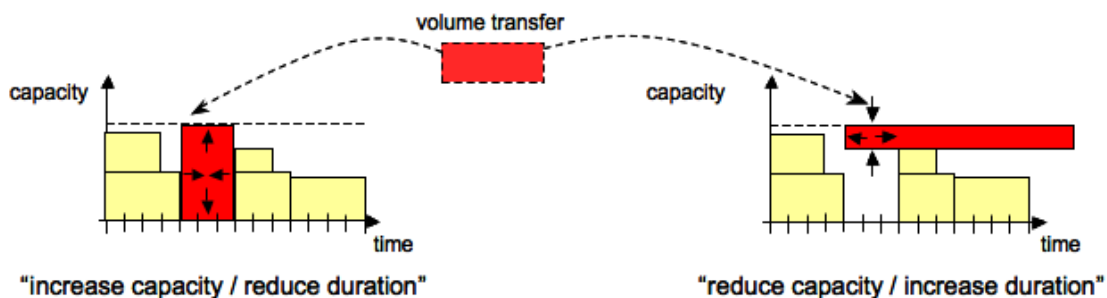 volume transfer
capacity
capacity
time
time
“increase capacity / reduce duration”
“reduce capacity / increase duration”